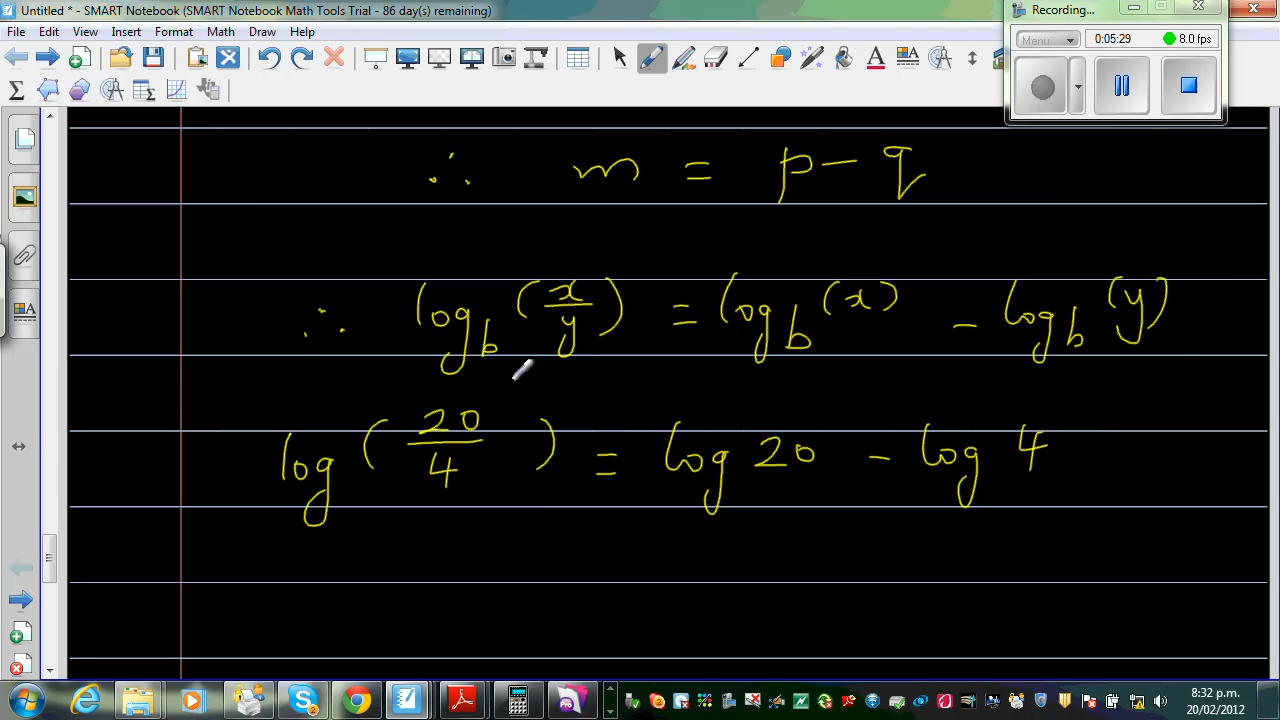 Untitled * - SMART Notebook (SMART Notebook Math Tools Trial - 86 day(s) remaining)
Recording...
File Edit View Insert Format Math Draw Help
Menu
0:05:29
8.0 fps
∴ m = p - q
∴ log_b (x/y) = log_b (x) - log_b (y)
log (20/4) = log 20 - log 4
8:32 p.m.
20/02/2012